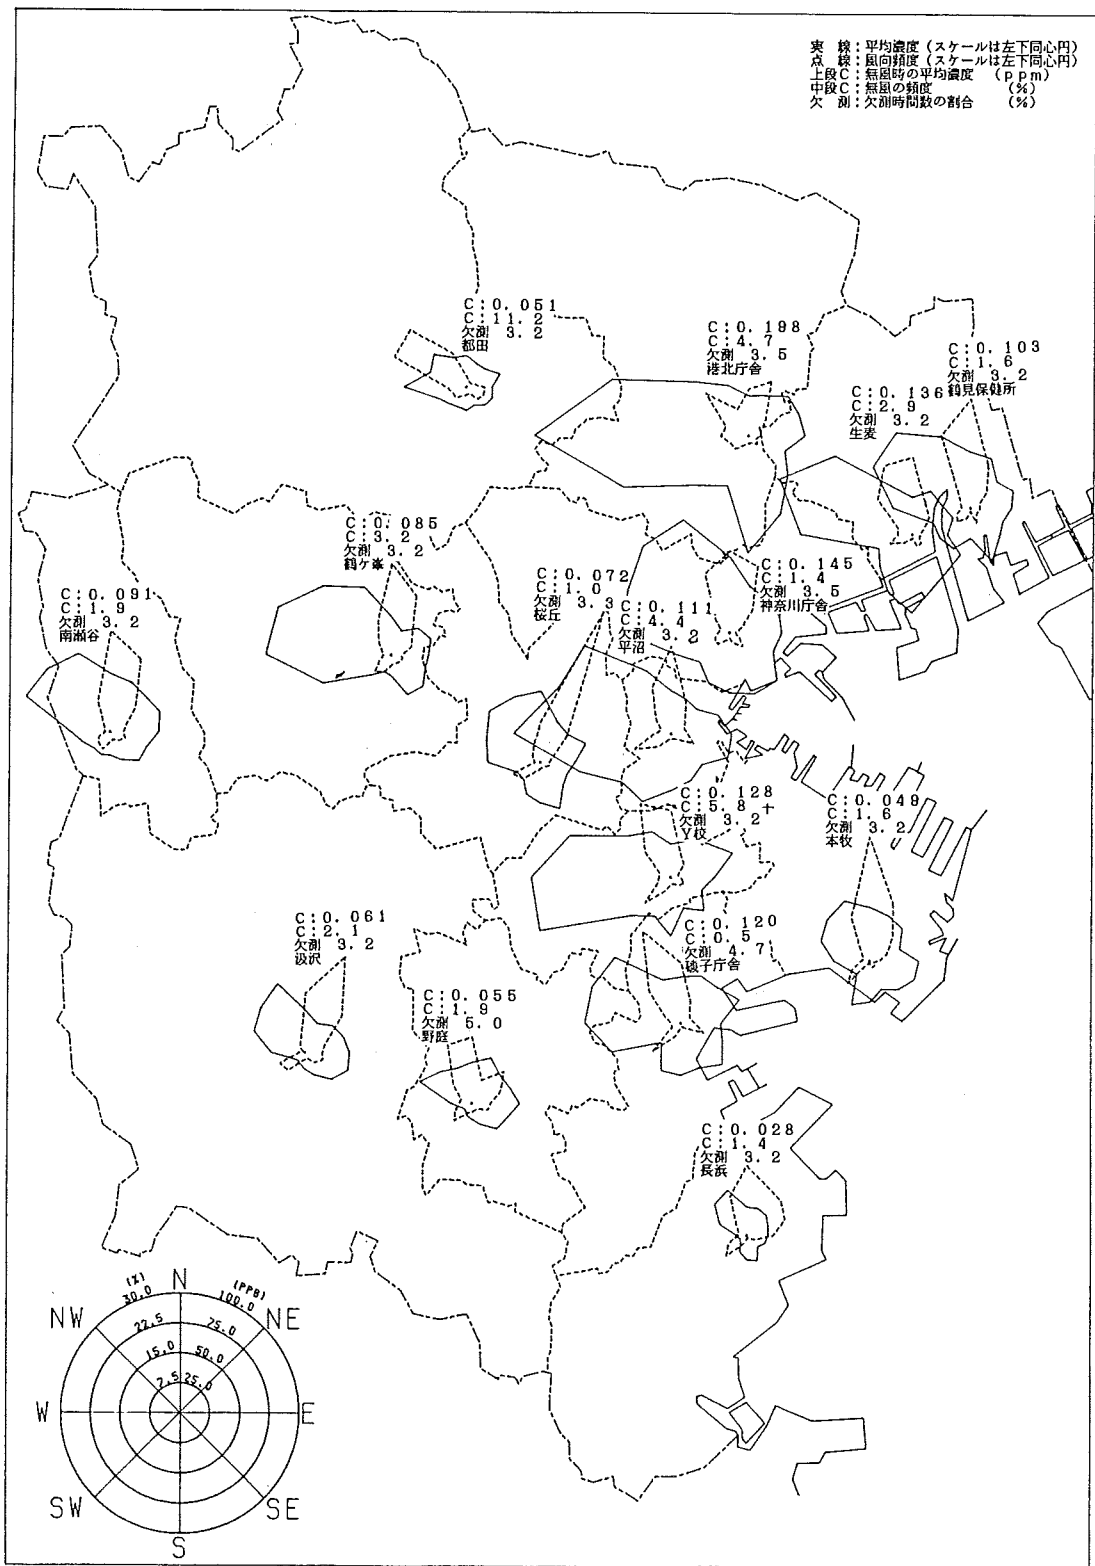 実 線:平均濃度(スケールは左下同心円)
点 線:風向頻度(スケールは左下同心円)
上段C:無風時の平均濃度 (ppm)
中段C:無風の頻度 (%)
欠 測:欠測時間数の割合 (%)
C:0.051
C:11.2
欠測 3.2
都田
C:0.198
C:4.7
欠測 3.5
港北庁舎
C:0.103
C:1.6
欠測 3.2
鶴見保健所
C:0.136
C:2.9
欠測 3.2
生麦
C:0.085
C:3.2
欠測 3.2
鶴ケ峯
C:0.091
C:1.9
欠測 3.2
南瀬谷
C:0.072
C:1.0
欠測 3.3
桜丘
C:0.111
C:4.4
欠測 3.2
平沼
C:0.145
C:1.4
欠測 3.5
神奈川庁舎
C:0.128
C:5.8
欠測 3.2
Y校
C:0.049
C:1.6
欠測 3.2
本牧
C:0.061
C:2.1
欠測 3.2
汲沢
C:0.055
C:1.9
欠測 5.0
野庭
C:0.120
C:0.5
欠測 4.7
磯子庁舎
C:0.028
C:1.4
欠測 3.2
長浜
(%) N (PPB)
30.0 100.0
NW NE
22.5 75.0
15.0 50.0
7.5 25.0
W E
SW SE
S